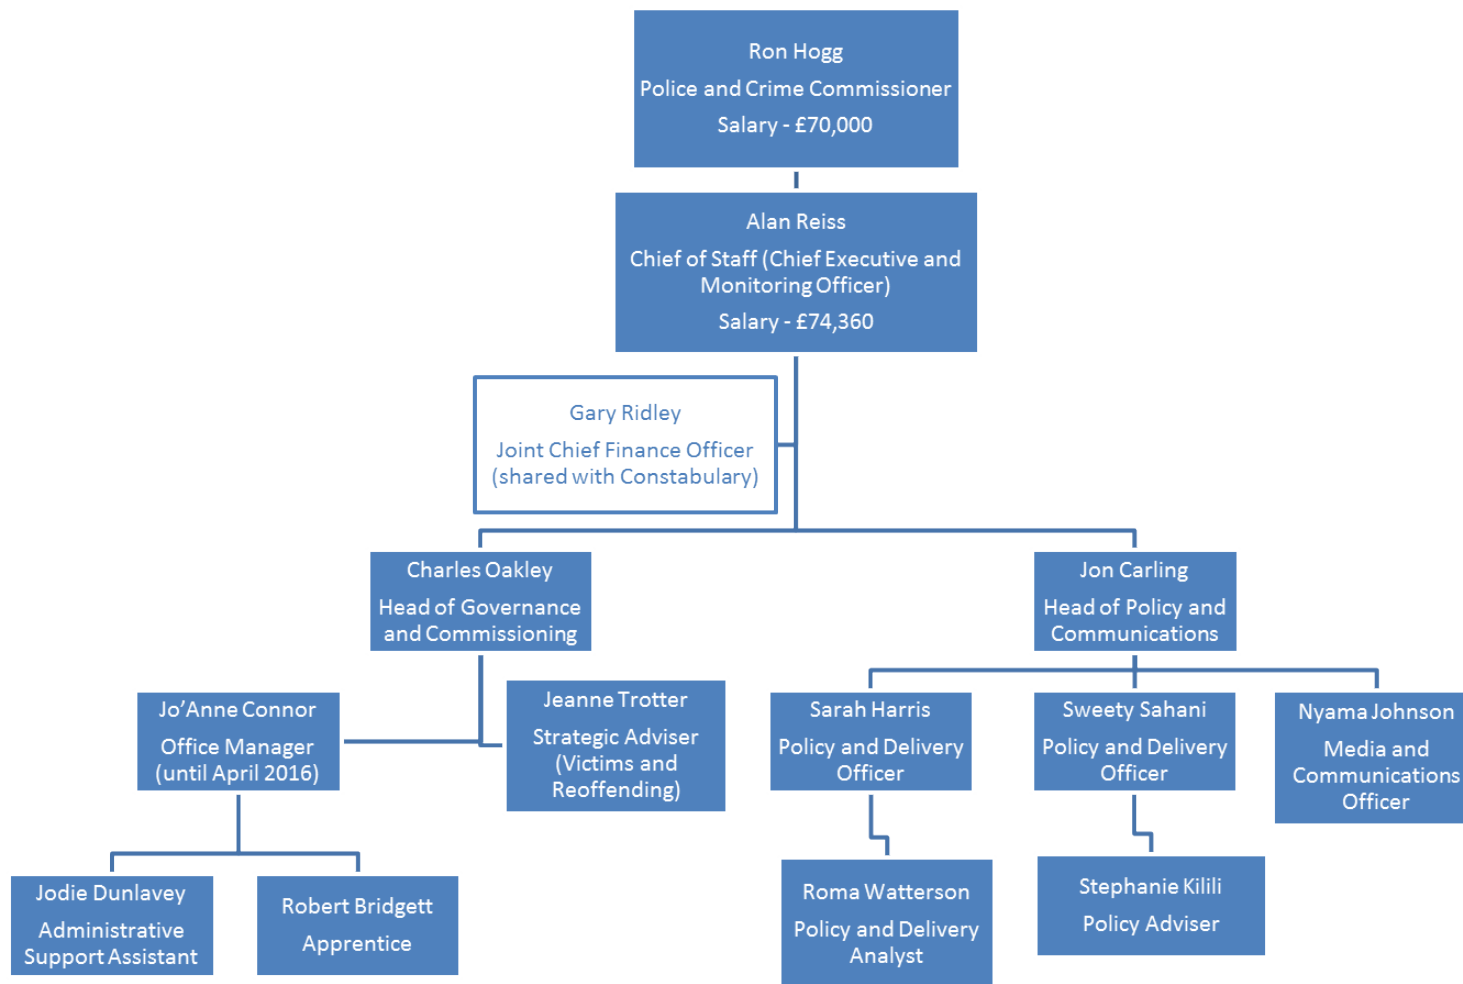 Ron Hogg
Police and Crime Commissioner
Salary - £70,000
Alan Reiss
Chief of Staff (Chief Executive and
Monitoring Officer)
Salary - £74,360
Gary Ridley
Joint Chief Finance Officer
(shared with Constabulary)
Charles Oakley
Head of Governance
and Commissioning
Jon Carling
Head of Policy and
Communications
Jo’Anne Connor
Office Manager
(until April 2016)
Jeanne Trotter
Strategic Adviser
(Victims and
Reoffending)
Sarah Harris
Policy and Delivery
Officer
Sweety Sahani
Policy and Delivery
Officer
Nyama Johnson
Media and
Communications
Officer
Jodie Dunlavey
Administrative
Support Assistant
Robert Bridgett
Apprentice
Roma Watterson
Policy and Delivery
Analyst
Stephanie Kilili
Policy Adviser